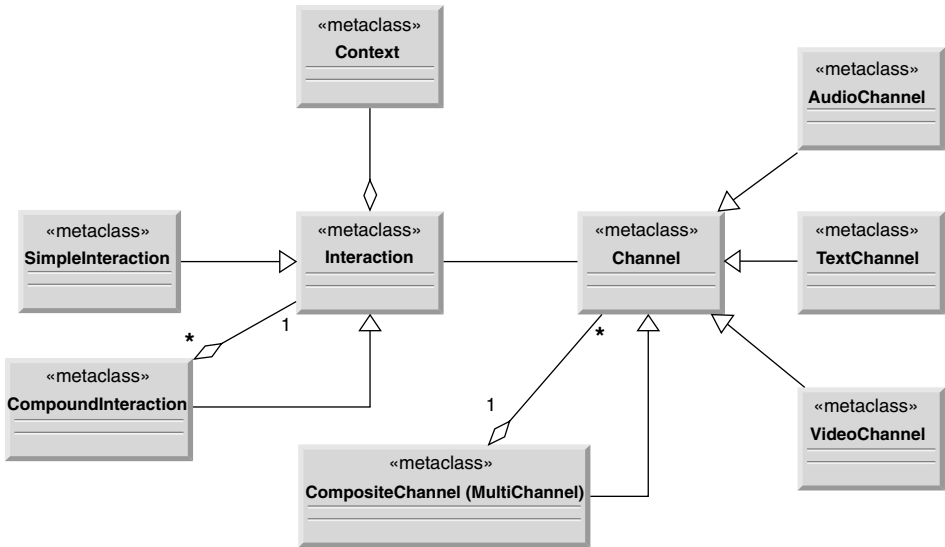 «metaclass»
Context
«metaclass»
AudioChannel
«metaclass»
SimpleInteraction
«metaclass»
Interaction
«metaclass»
Channel
«metaclass»
TextChannel
*
1
*
«metaclass»
CompoundInteraction
1
«metaclass»
VideoChannel
«metaclass»
CompositeChannel (MultiChannel)